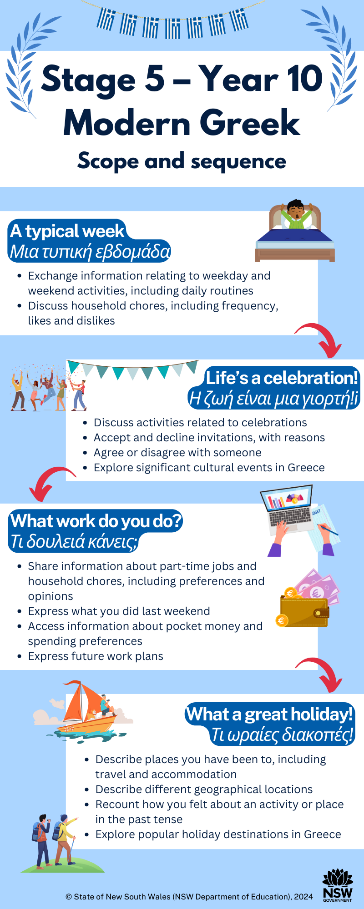 Stage 5 – Year 10
Modern Greek
Scope and sequence
A typical week
Μια τυπική εβδομάδα
• Exchange information relating to weekday and
weekend activities, including daily routines
• Discuss household chores, including frequency,
likes and dislikes
Life's a celebration!
Η ζωή είναι μια γιορτή!i
• Discuss activities related to celebrations
• Accept and decline invitations, with reasons
• Agree or disagree with someone
• Explore significant cultural events in Greece
What work do you do?
Τι δουλειά κάνεις;
• Share information about part-time jobs and
household chores, including preferences and
opinions
• Express what you did last weekend
• Access information about pocket money and
spending preferences
• Express future work plans
What a great holiday!
Τι ωραίες διακοπές!
• Describe places you have been to, including
travel and accommodation
• Describe different geographical locations
• Recount how you felt about an activity or place
in the past tense
• Explore popular holiday destinations in Greece
© State of New South Wales (NSW Department of Education), 2024
NSW
GOVERNMENT